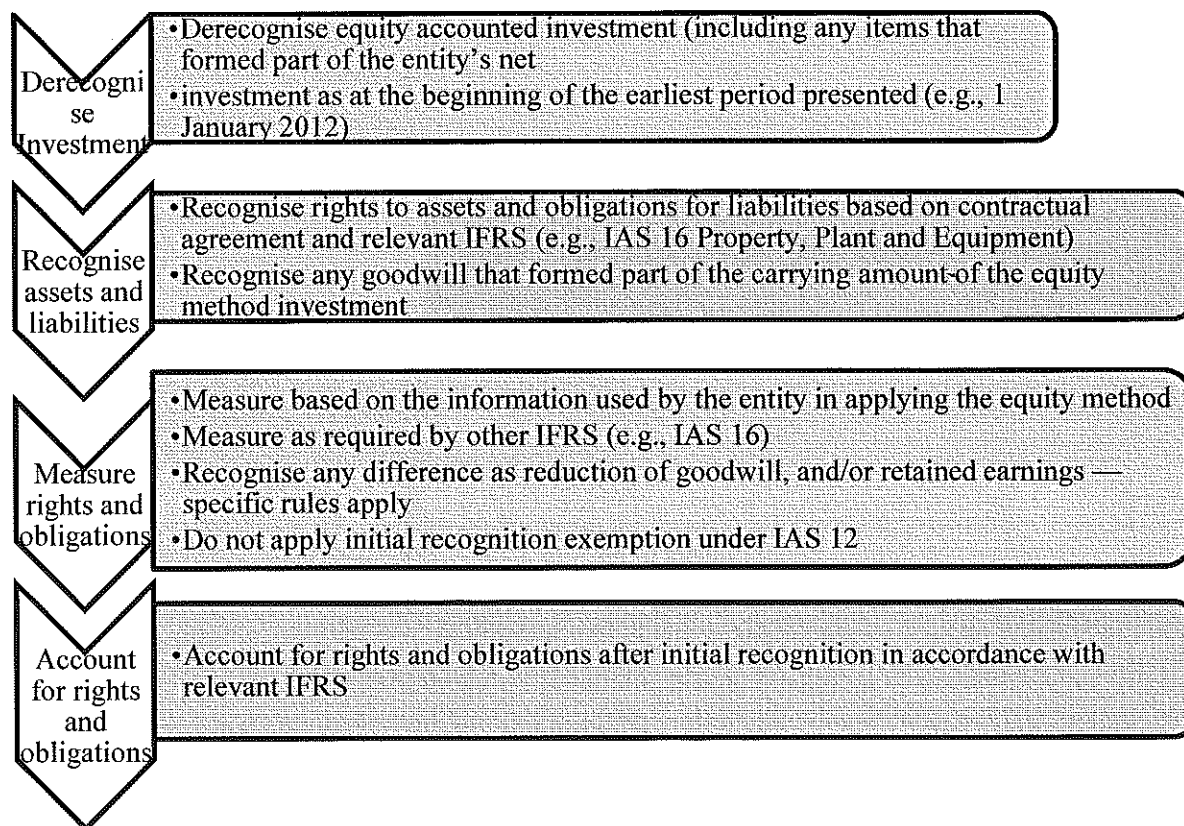 Derecogni
se
Investment
•Derecognise equity accounted investment (including any items that
formed part of the entity's net
•investment as at the beginning of the earliest period presented (e.g., 1
January 2012)
Recognise
assets and
liabilities
•Recognise rights to assets and obligations for liabilities based on contractual
agreement and relevant IFRS (e.g., IAS 16 Property, Plant and Equipment)
•Recognise any goodwill that formed part of the carrying amount of the equity
method investment
Measure
rights and
obligations
•Measure based on the information used by the entity in applying the equity method
•Measure as required by other IFRS (e.g., IAS 16)
•Recognise any difference as reduction of goodwill, and/or retained earnings —
specific rules apply
•Do not apply initial recognition exemption under IAS 12
Account
for rights
and
obligations
•Account for rights and obligations after initial recognition in accordance with
relevant IFRS